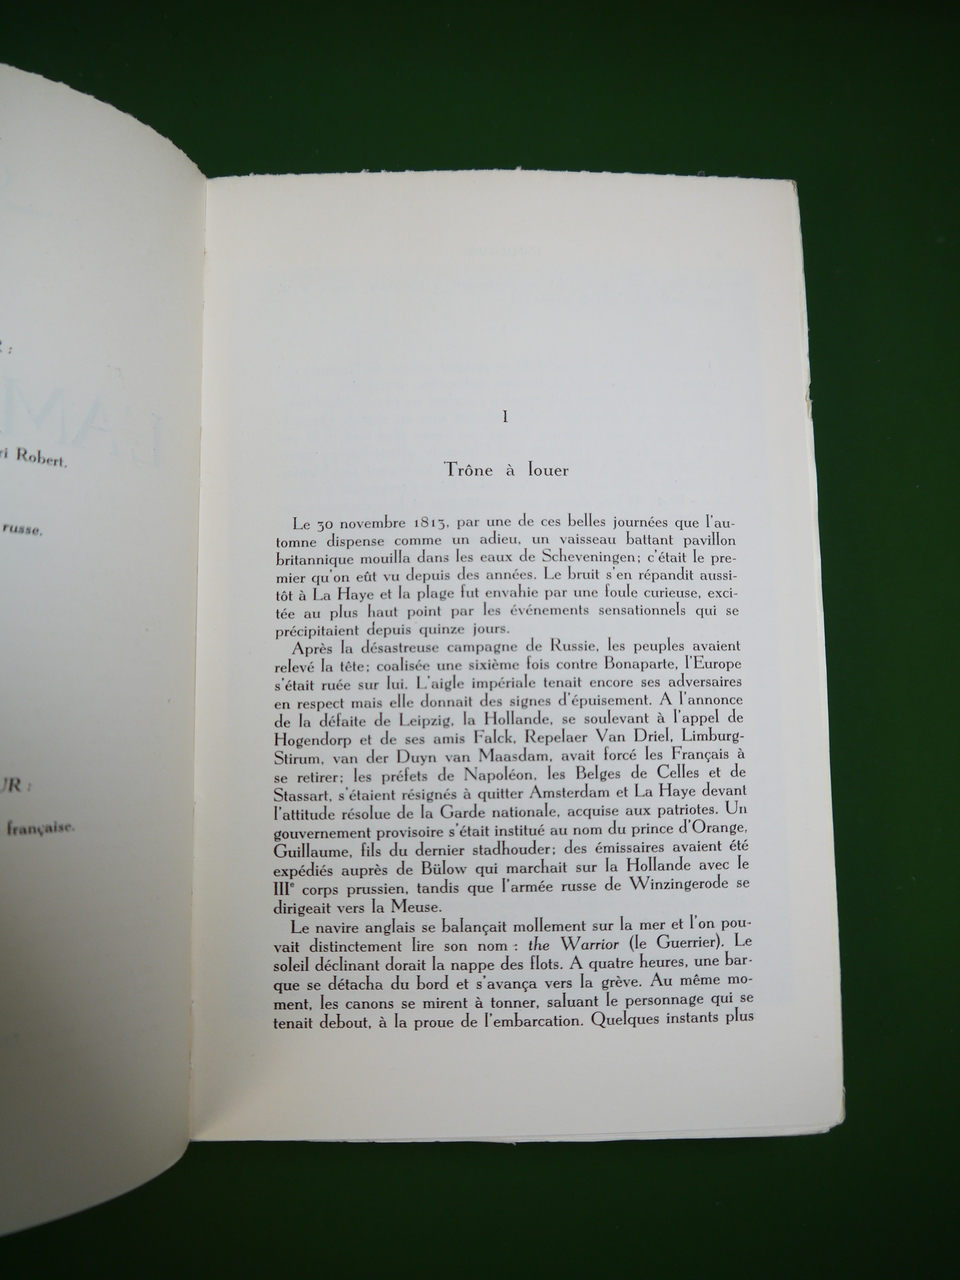 R :
ri Robert.
russe.
UR :
française.
I
Trône à louer
Le 30 novembre 1813, par une de ces belles journées que l'au-
tomne dispense comme un adieu, un vaisseau battant pavillon
britannique mouilla dans les eaux de Scheveningen; c'était le pre-
mier qu'on eût vu depuis des années. Le bruit s'en répandit aussi-
tôt à La Haye et la plage fut envahie par une foule curieuse, exci-
tée au plus haut point par les événements sensationnels qui se
précipitaient depuis quinze jours.
Après la désastreuse campagne de Russie, les peuples avaient
relevé la tête; coalisée une sixième fois contre Bonaparte, l'Europe
s'était ruée sur lui. L'aigle impériale tenait encore ses adversaires
en respect mais elle donnait des signes d'épuisement. A l'annonce
de la défaite de Leipzig, la Hollande, se soulevant à l'appel de
Hogendorp et de ses amis Falck, Repelaer Van Driel, Limburg-
Stirum, van der Duyn van Maasdam, avait forcé les Français à
se retirer; les préfets de Napoléon, les Belges de Celles et de
Stassart, s'étaient résignés à quitter Amsterdam et La Haye devant
l'attitude résolue de la Garde nationale, acquise aux patriotes. Un
gouvernement provisoire s'était institué au nom du prince d'Orange,
Guillaume, fils du dernier stadhouder; des émissaires avaient été
expédiés auprès de Bülow qui marchait sur la Hollande avec le
IIIe corps prussien, tandis que l'armée russe de Winzingerode se
dirigeait vers la Meuse.
Le navire anglais se balançait mollement sur la mer et l'on pou-
vait distinctement lire son nom : the Warrior (le Guerrier). Le
soleil déclinant dorait la nappe des flots. A quatre heures, une bar-
que se détacha du bord et s'avança vers la grève. Au même mo-
ment, les canons se mirent à tonner, saluant le personnage qui se
tenait debout, à la proue de l'embarcation. Quelques instants plus